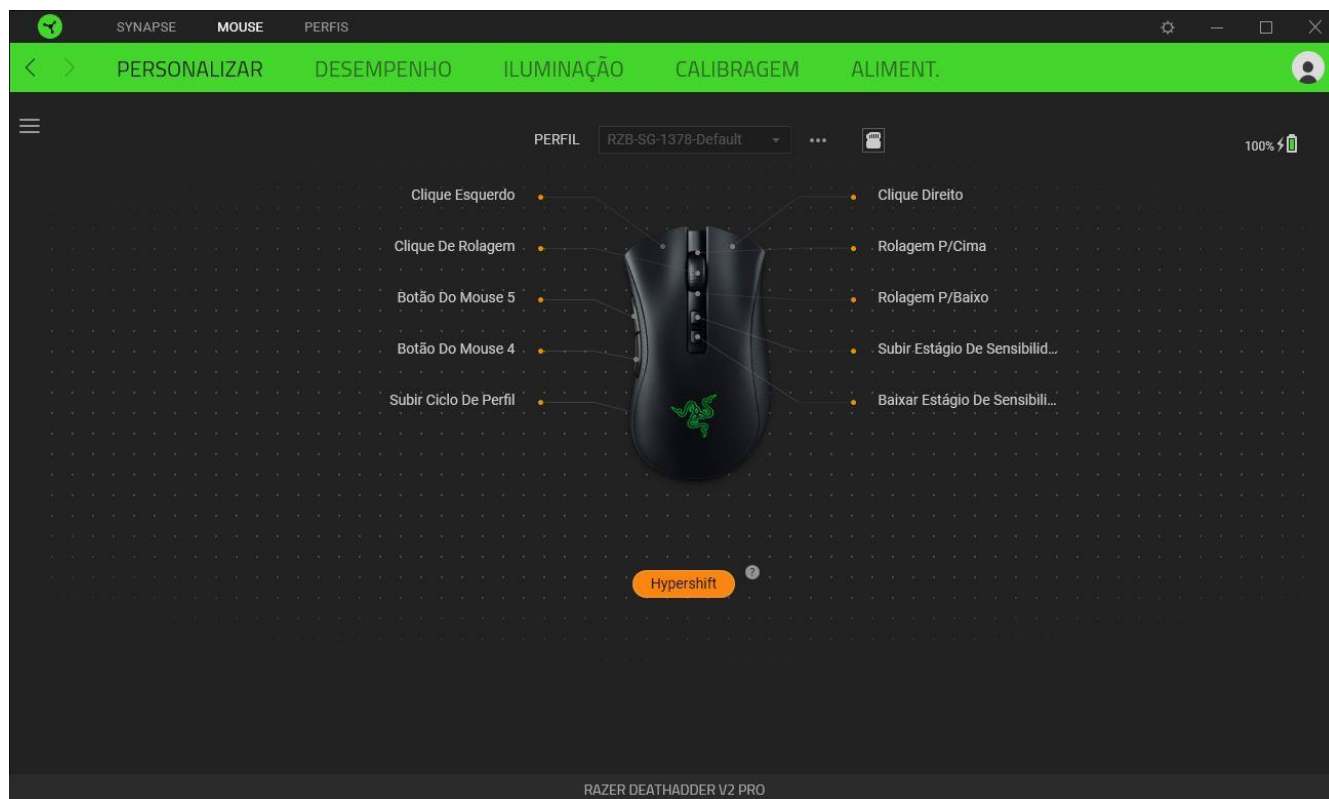 SYNAPSE MOUSE PERFIS
PERSONALIZAR DESEMPENHO ILUMINAÇÃO CALIBRAGEM ALIMENT.
PERFIL RZB-SG-1378-Default
100%
Clique Esquerdo
Clique De Rolagem
Botão Do Mouse 5
Botão Do Mouse 4
Subir Ciclo De Perfil
Clique Direito
Rolagem P/Cima
Rolagem P/Baixo
Subir Estágio De Sensibilid...
Baixar Estágio De Sensibili...
Hypershift ?
RAZER DEATHADDER V2 PRO